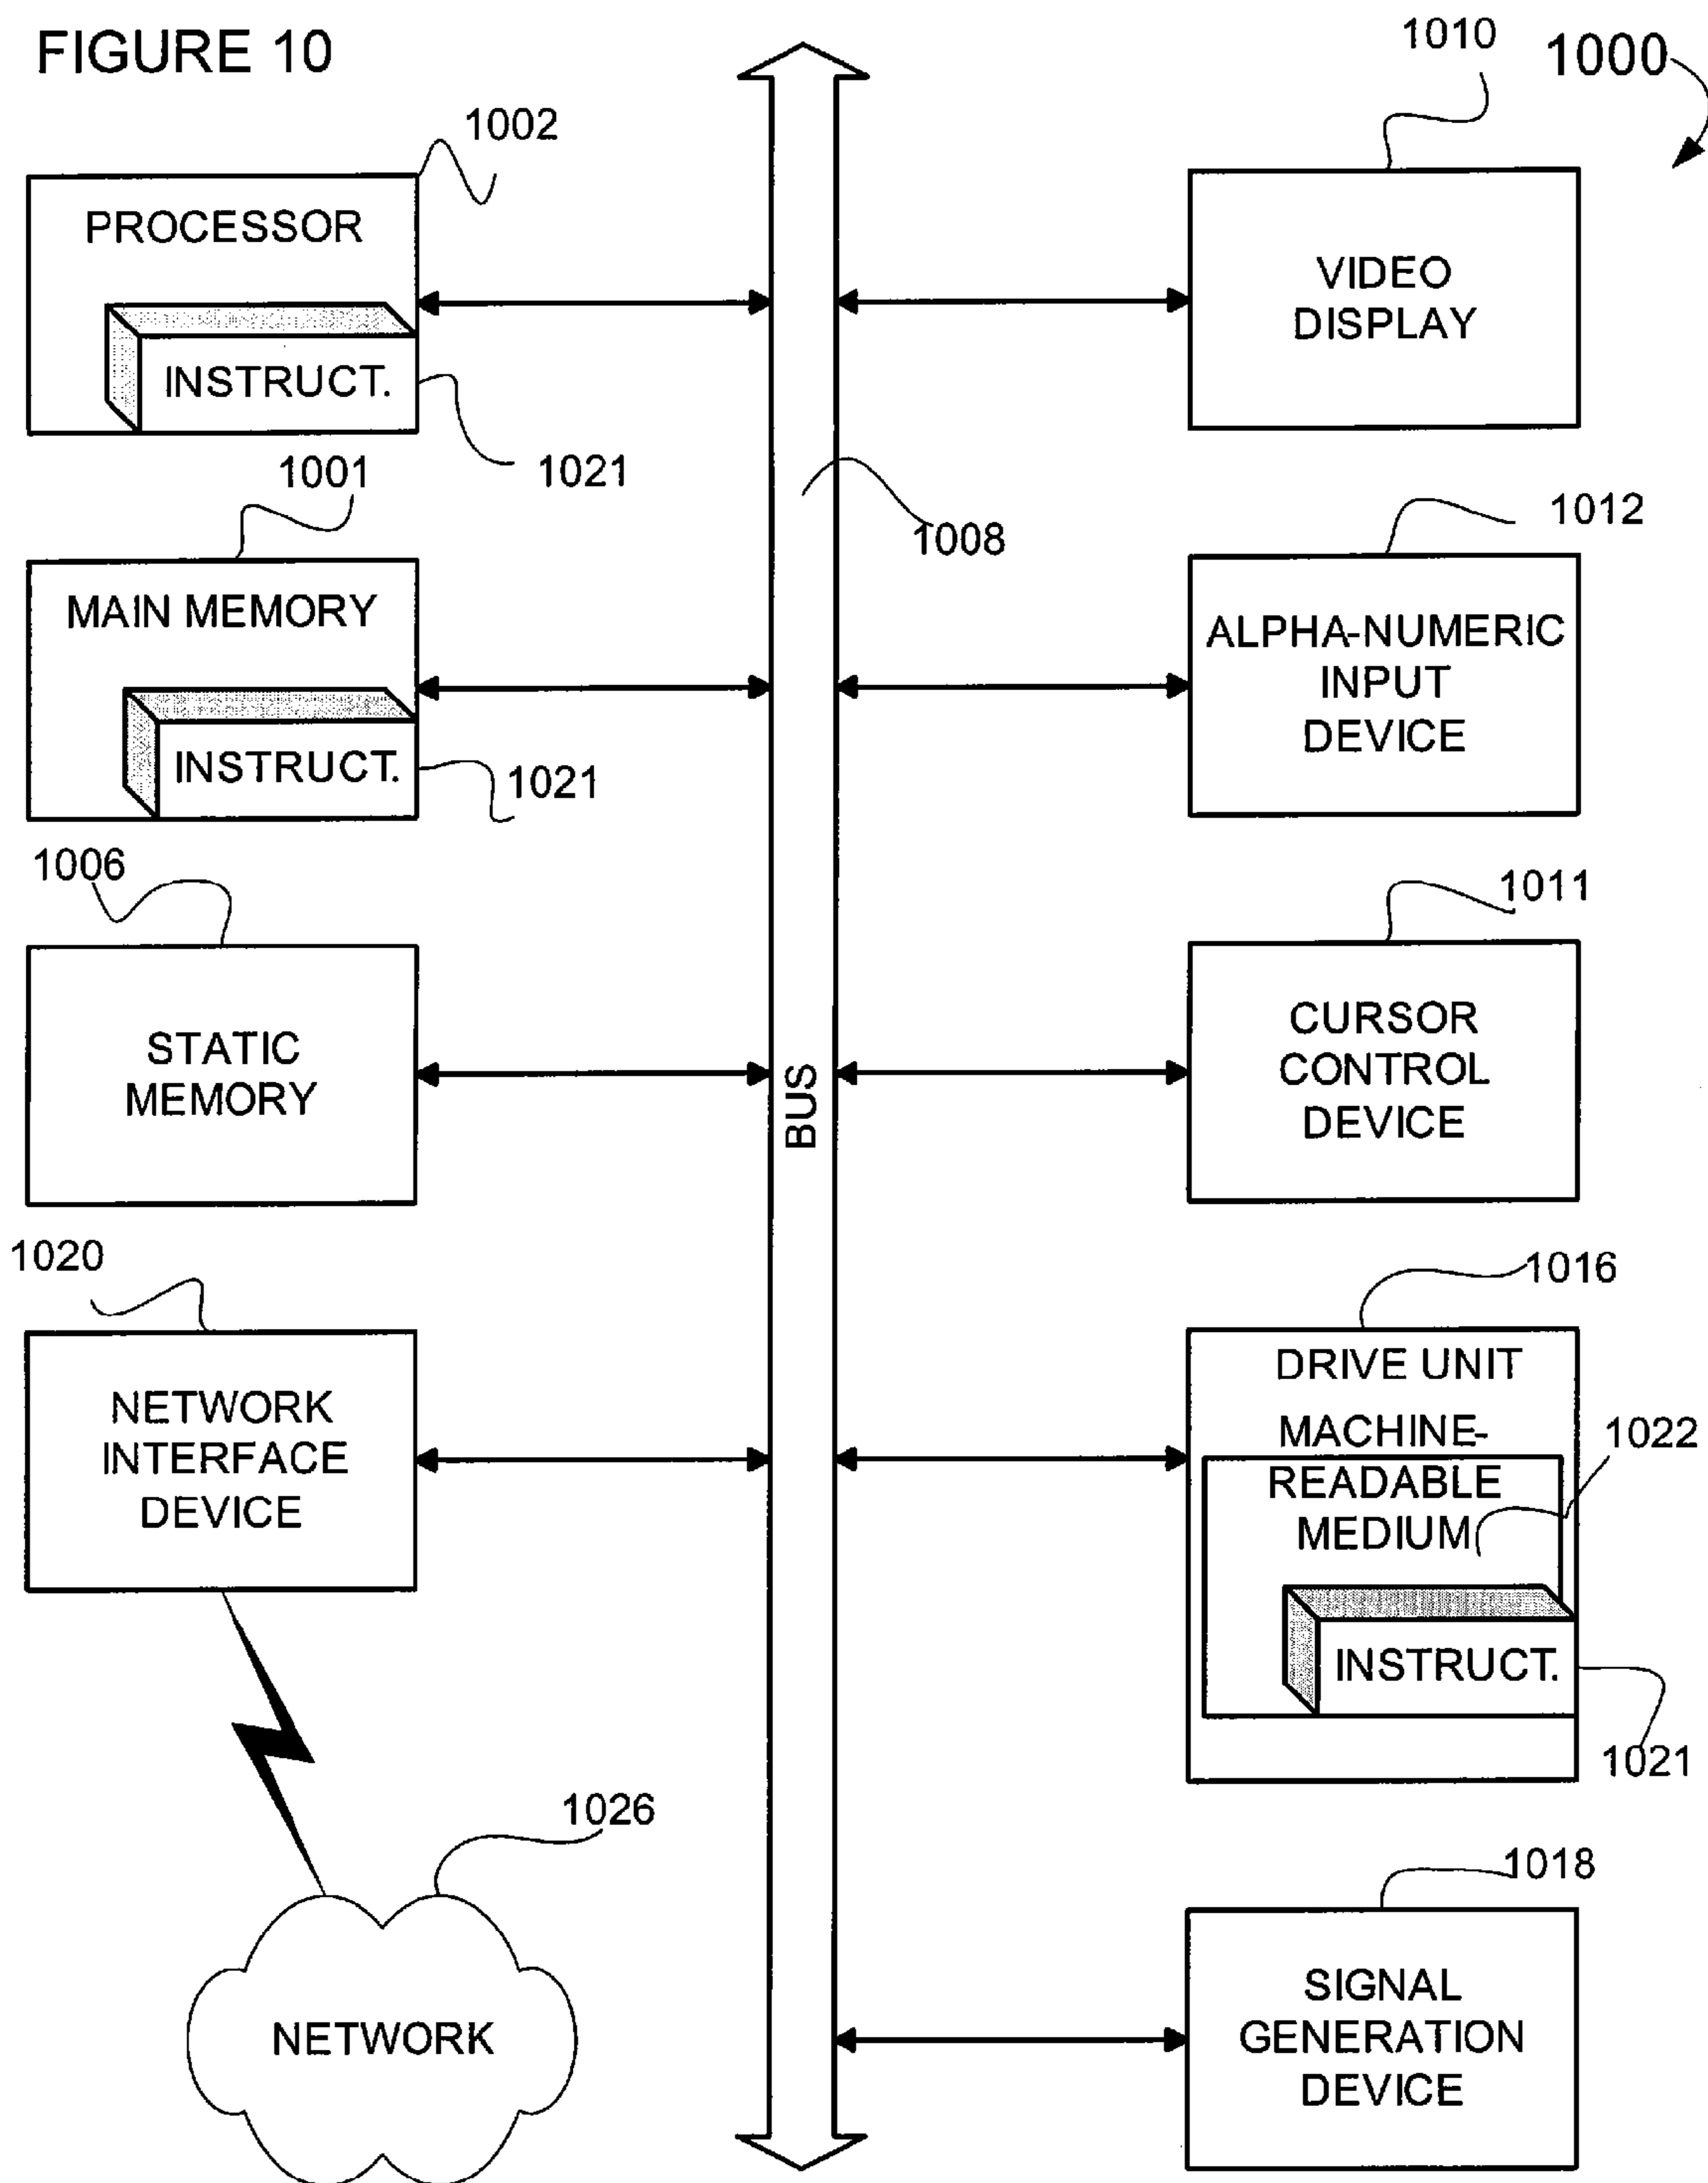 FIGURE 10
1000
1002
PROCESSOR
INSTRUCT.
1021
1001
MAIN MEMORY
INSTRUCT.
1021
1006
STATIC
MEMORY
1020
NETWORK
INTERFACE
DEVICE
1026
NETWORK
1008
BUS
1010
VIDEO
DISPLAY
1012
ALPHA-NUMERIC
INPUT
DEVICE
1011
CURSOR
CONTROL
DEVICE
1016
DRIVE UNIT
MACHINE-
READABLE
MEDIUM
1022
INSTRUCT.
1021
1018
SIGNAL
GENERATION
DEVICE